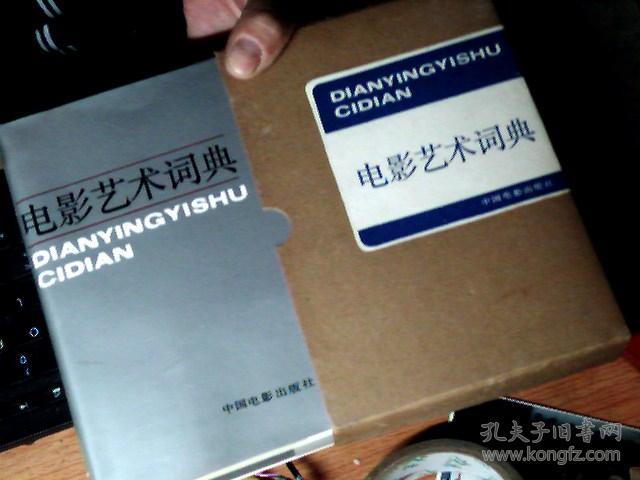 电影艺术词典
DIANYINGYISHU
CIDIAN
中国电影出版社
DIANYINGYISHU
CIDIAN
电影艺术词典
中国电影出版社
孔夫子旧书网
www.kongfz.com